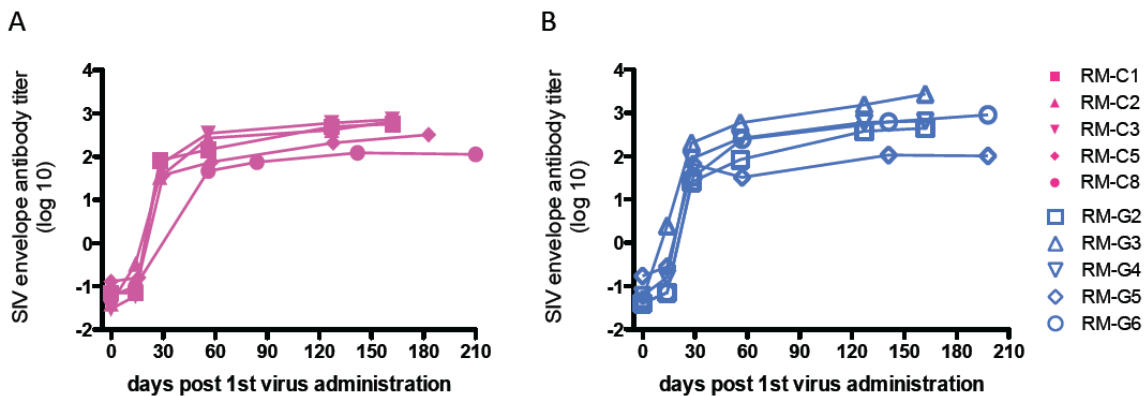 A
SIV envelope antibody titer
(log 10)
4
3
2
1
0
-1
-2
0 30 60 90 120 150 180 210
days post 1st virus administration
B
SIV envelope antibody titer
(log 10)
4
3
2
1
0
-1
-2
0 30 60 90 120 150 180 210
days post 1st virus administration
RM-C1
RM-C2
RM-C3
RM-C5
RM-C8
RM-G2
RM-G3
RM-G4
RM-G5
RM-G6